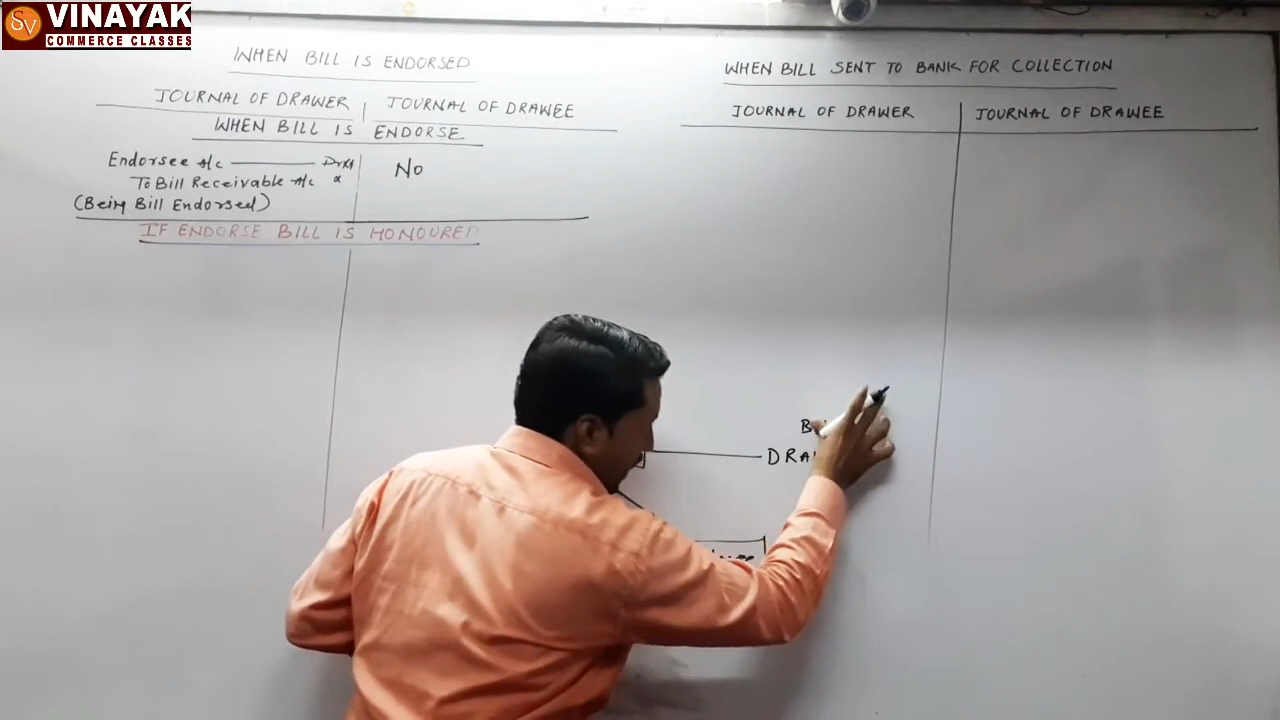 SV VINAYAK
COMMERCE CLASSES
WHEN BILL IS ENDORSED
JOURNAL OF DRAWER JOURNAL OF DRAWEE
WHEN BILL IS ENDORSE
Endorsee A/c Dr
No
To Bill Receivable A/c
(Being Bill Endorsed)
IF ENDORSE BILL IS HONOURED
WHEN BILL SENT TO BANK FOR COLLECTION
JOURNAL OF DRAWER JOURNAL OF DRAWEE